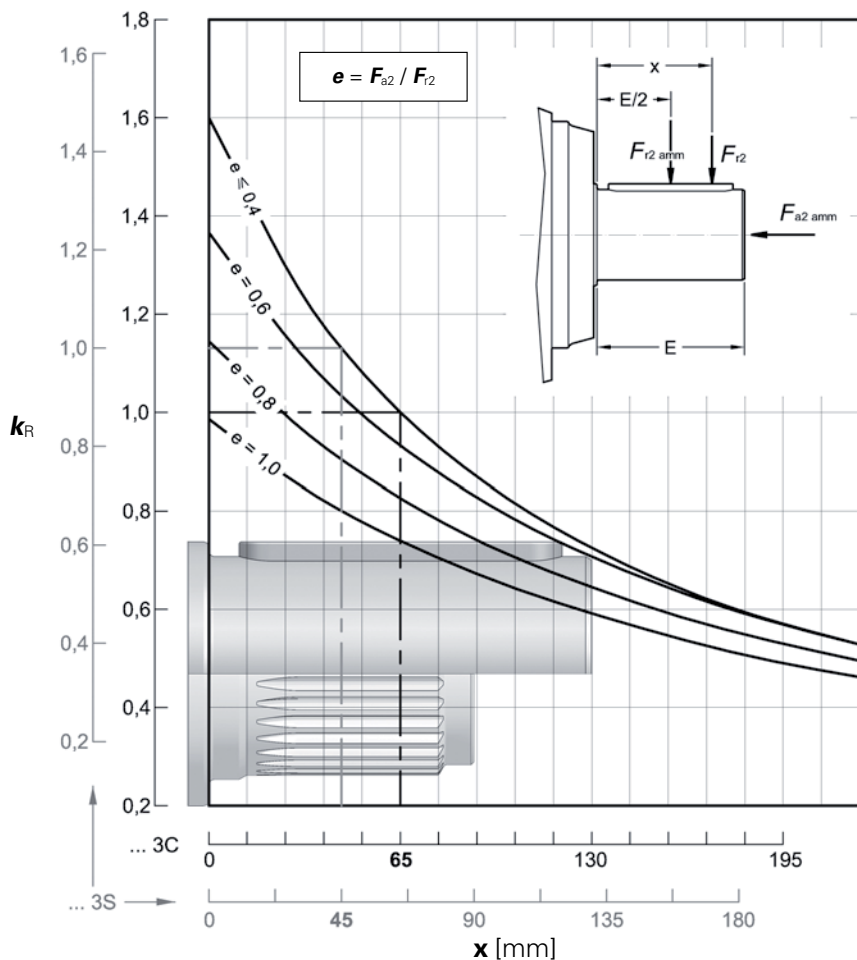 1,8
1,6
1,4
1,2
1,0
0,8
0,6
0,4
0,2
1,6
1,4
1,2
1,0
0,8
0,6
0,4
0,2
kR
e = Fa2 / Fr2
e ≤ 0,4
e = 0,6
e = 0,8
e = 1,0
x
E/2
Fr2 amm
Fr2
Fa2 amm
E
... 3C
0 65 130 195
... 3S
0 45 90 135 180
x [mm]